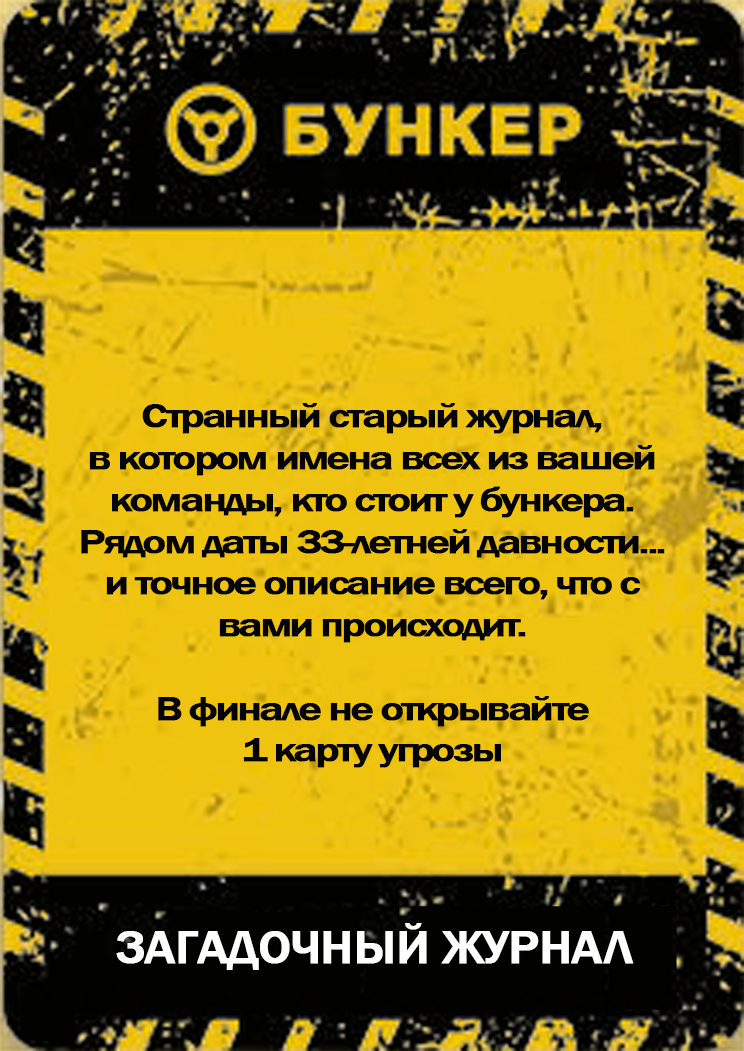 БУНКЕР
Странный старый журнал,
в котором имена всех из вашей
команды, кто стоит у бункера.
Рядом даты 33-летней давности...
и точное описание всего, что с
вами происходит.
В финале не открывайте
1 карту угрозы
ЗАГАДОЧНЫЙ ЖУРНАЛ